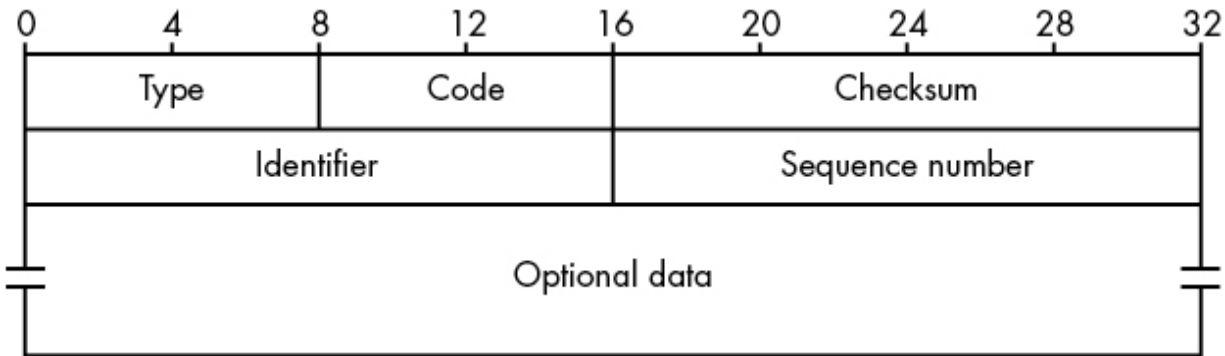 0 4 8 12 16 20 24 28 32
Type Code Checksum
Identifier Sequence number
Optional data